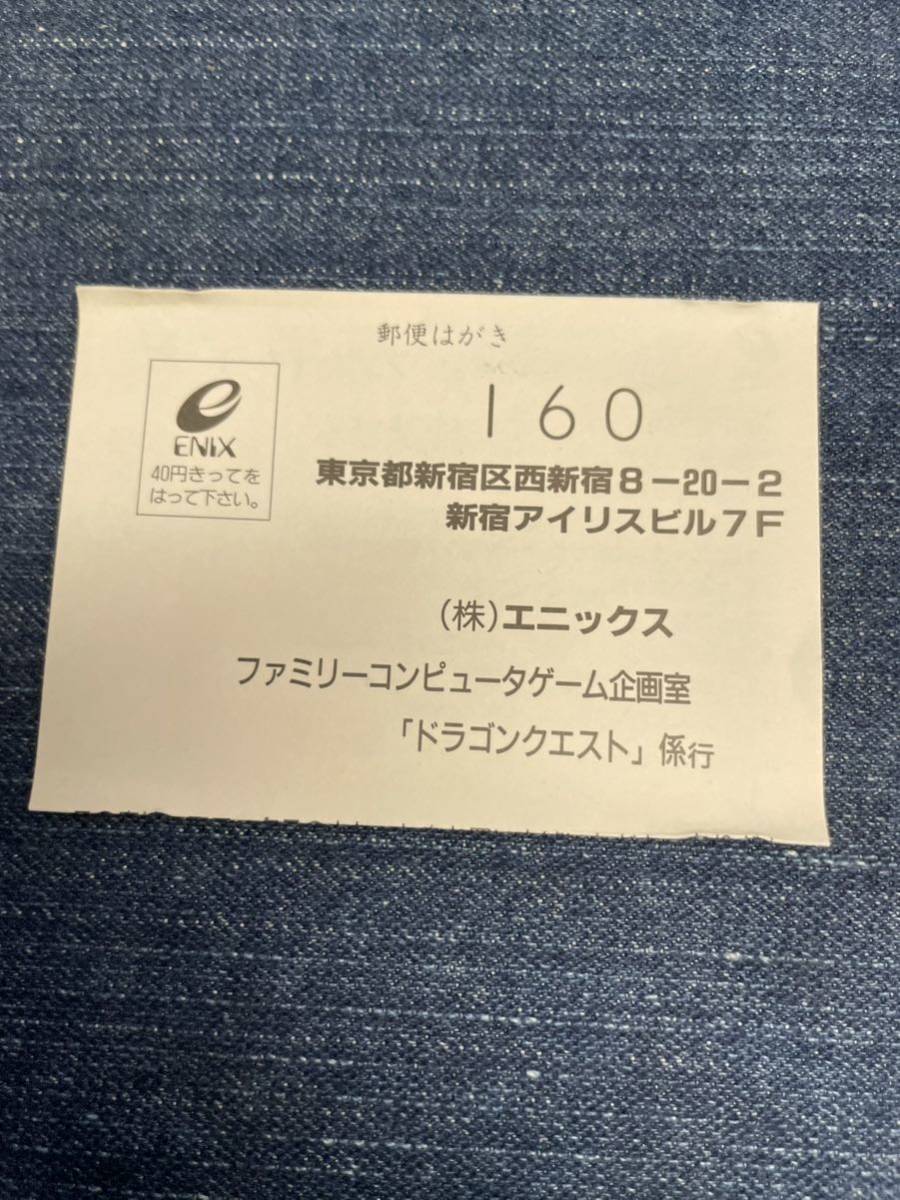 郵便はがき
ENIX
40円きってを
はって下さい。
160
東京都新宿区西新宿8-20-2
新宿アイリスビル7F
(株)エニックス
ファミリーコンピュータゲーム企画室
「ドラゴンクエスト」係行